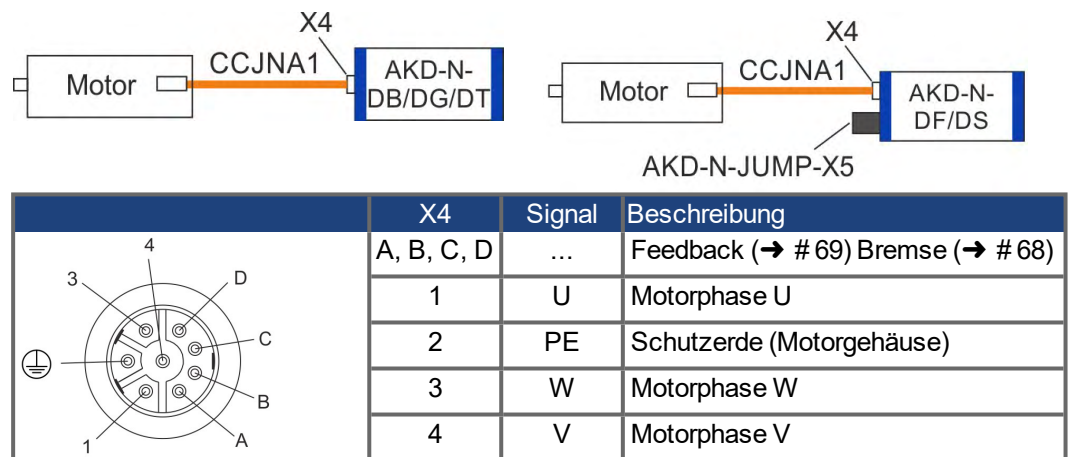 X4
CCJNA1
Motor
AKD-N-
DB/DG/DT
X4
CCJNA1
Motor
AKD-N-
DF/DS
AKD-N-JUMP-X5
X4 Signal Beschreibung
A, B, C, D ... Feedback (➜ # 69) Bremse (➜ # 68)
1 U Motorphase U
2 PE Schutzerde (Motorgehäuse)
3 W Motorphase W
4 V Motorphase V
4
3
D
C
B
A
1